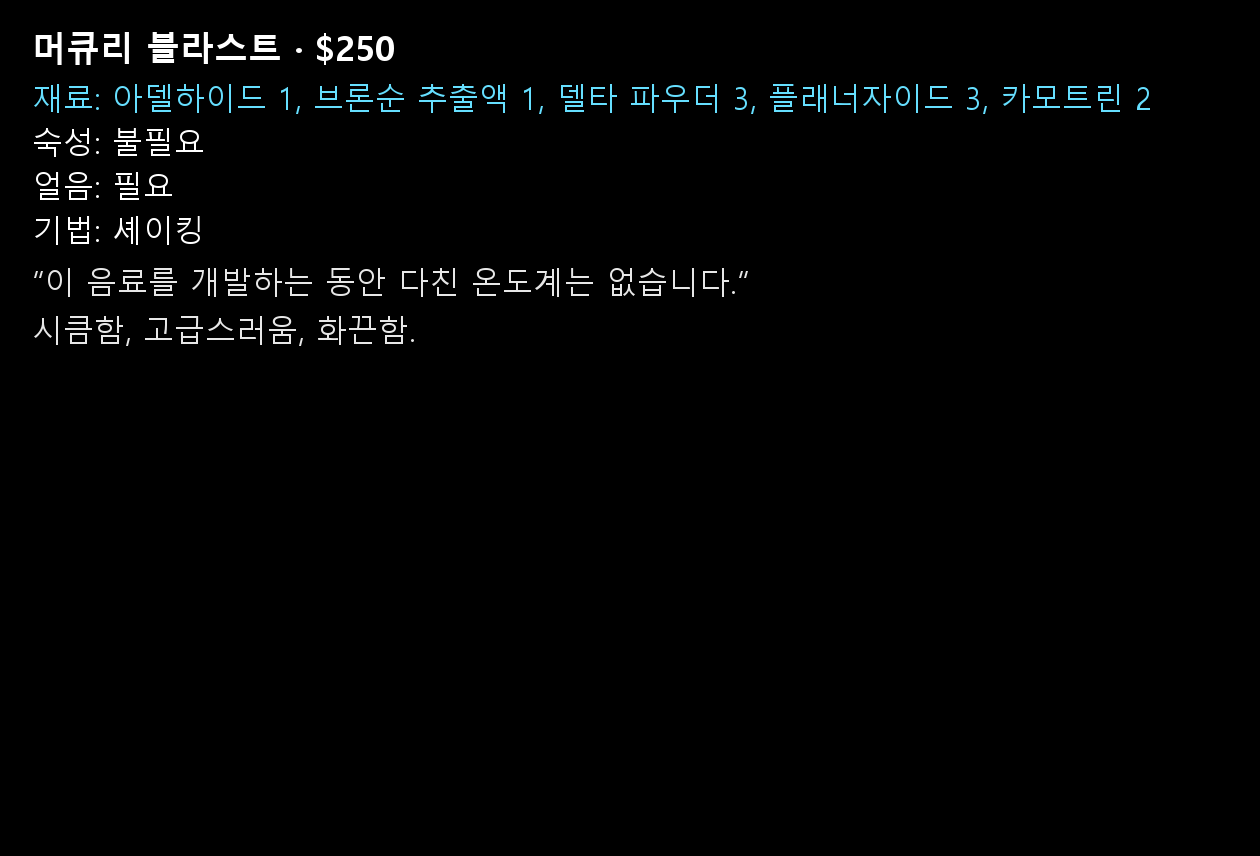 머큐리 블라스트 · $250
재료: 아델하이드 1, 브론순 추출액 1, 델타 파우더 3, 플래너자이드 3, 카모트린 2
숙성: 불필요
얼음: 필요
기법: 셰이킹
"이 음료를 개발하는 동안 다친 온도계는 없습니다."
시큼함, 고급스러움, 화끈함.